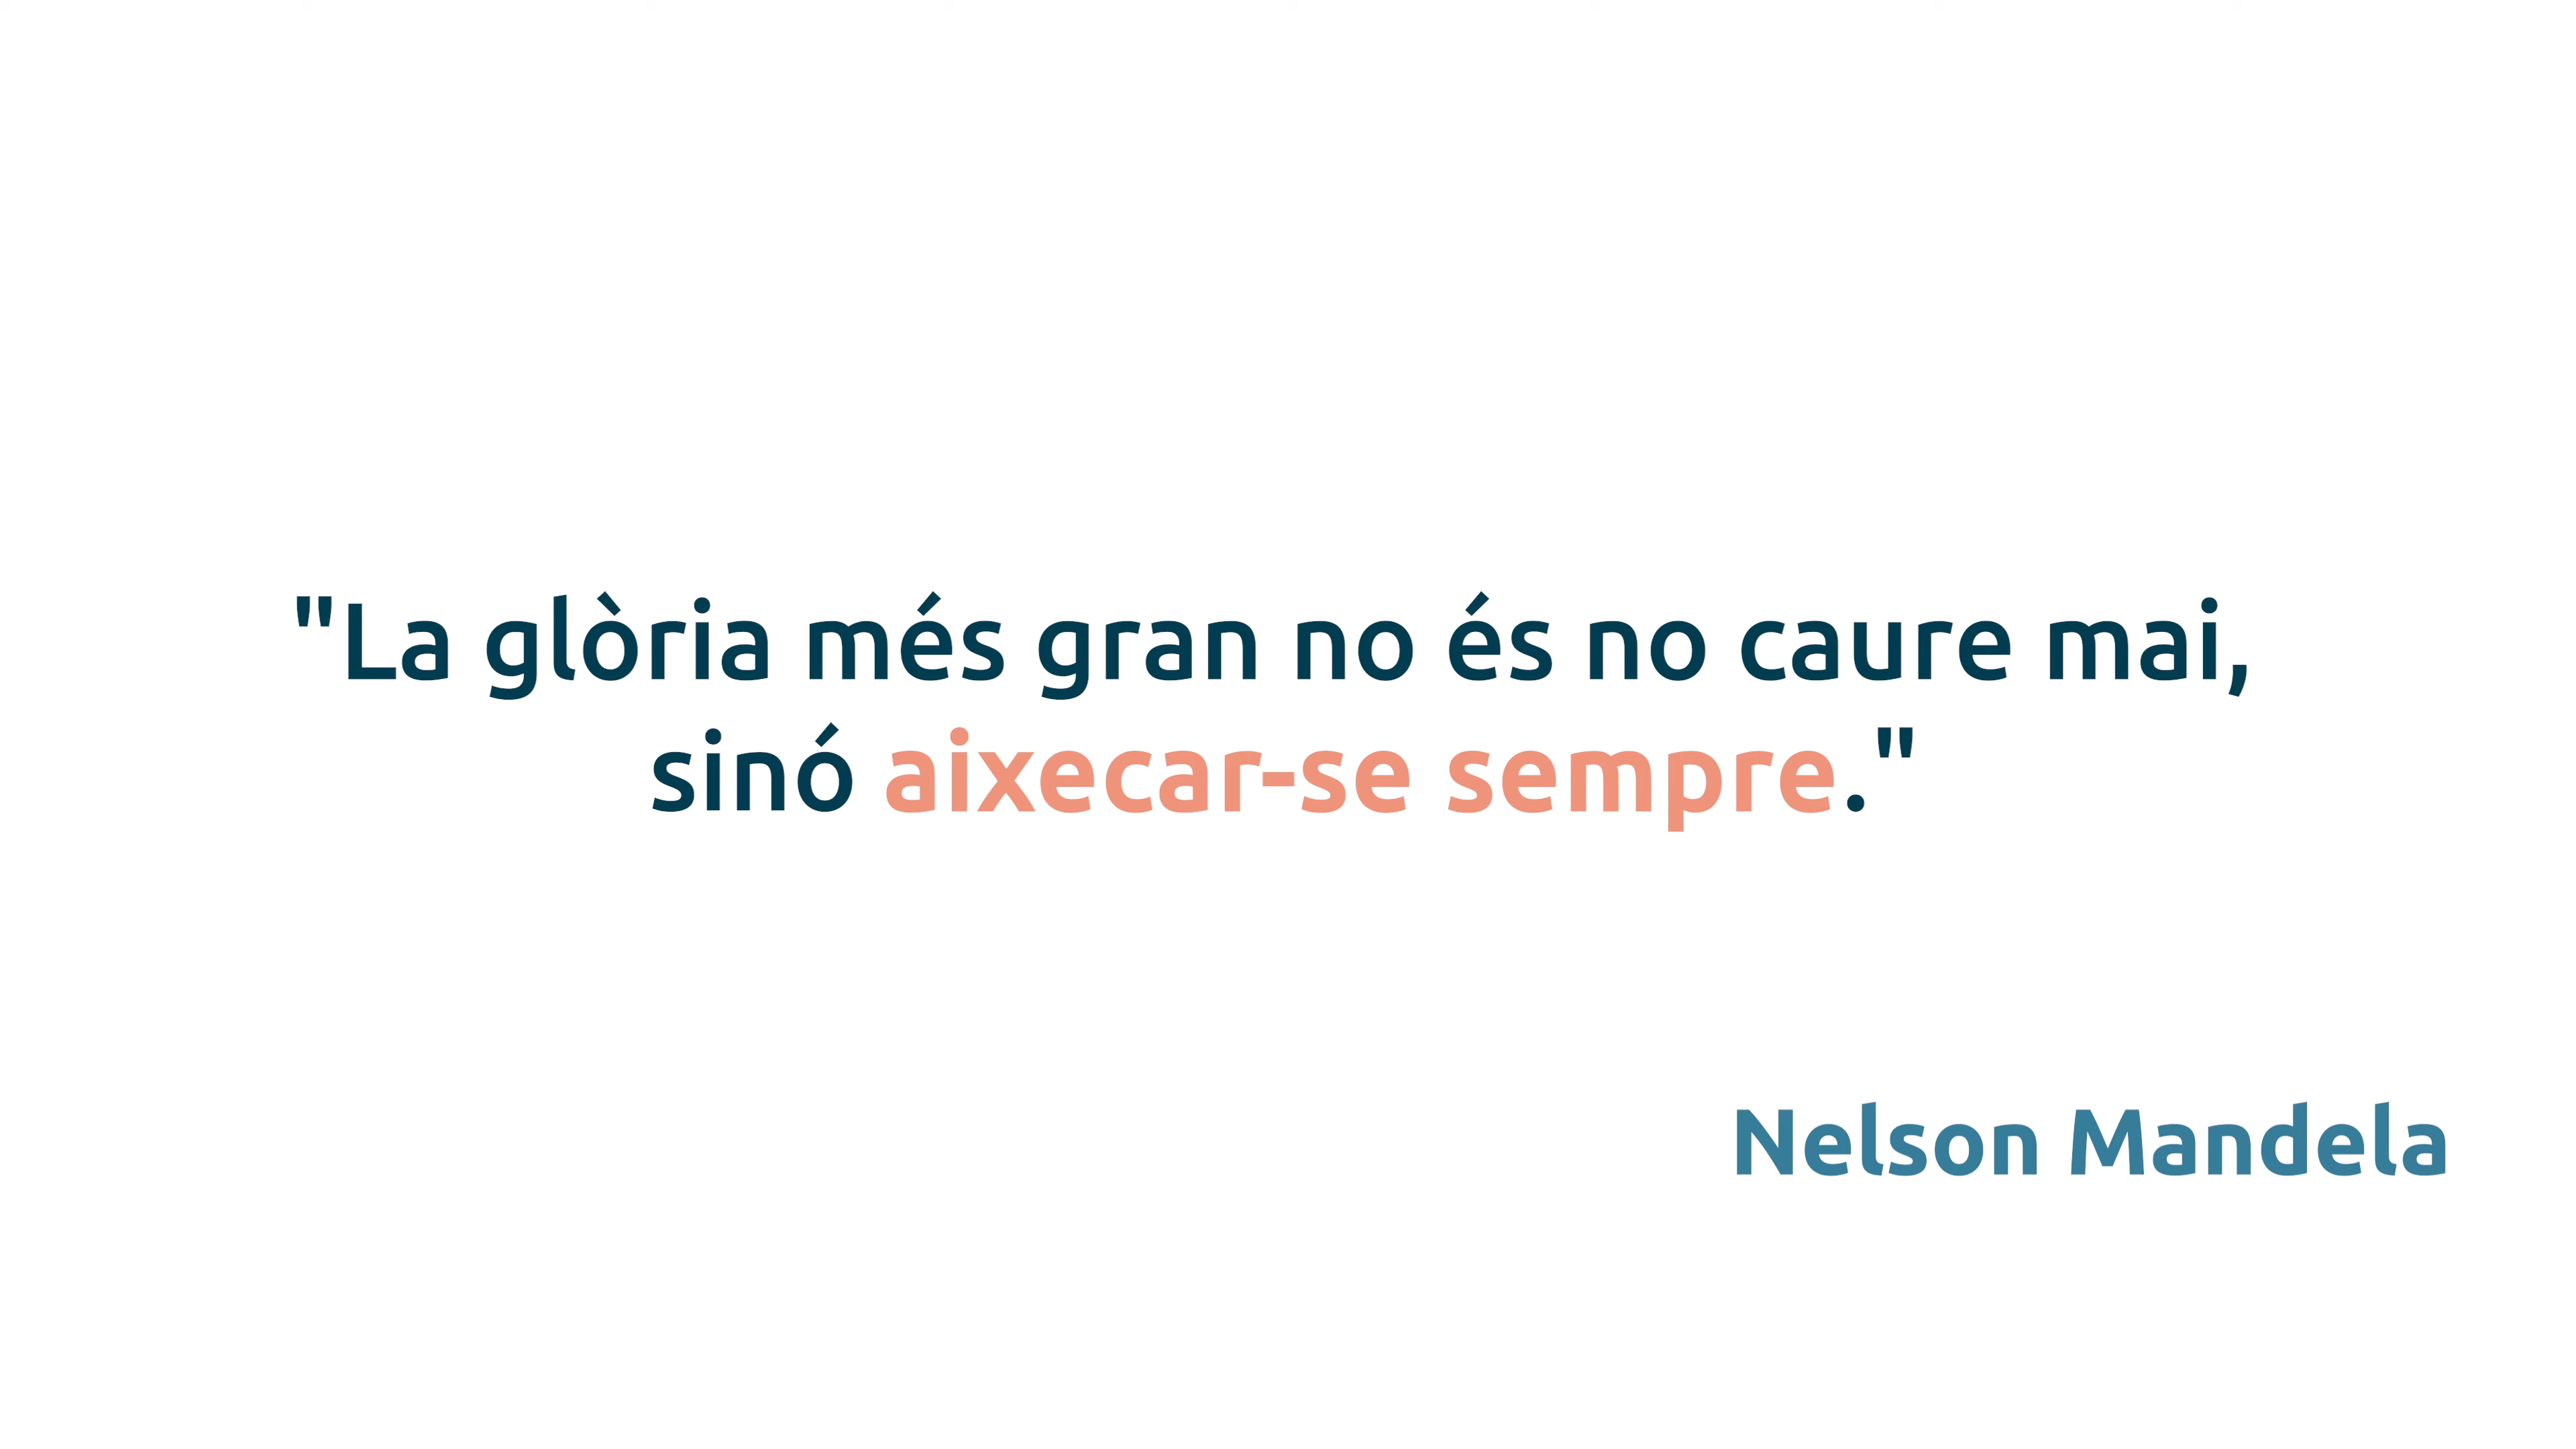 "La glòria més gran no és no caure mai,
sinó aixecar-se sempre."
Nelson Mandela